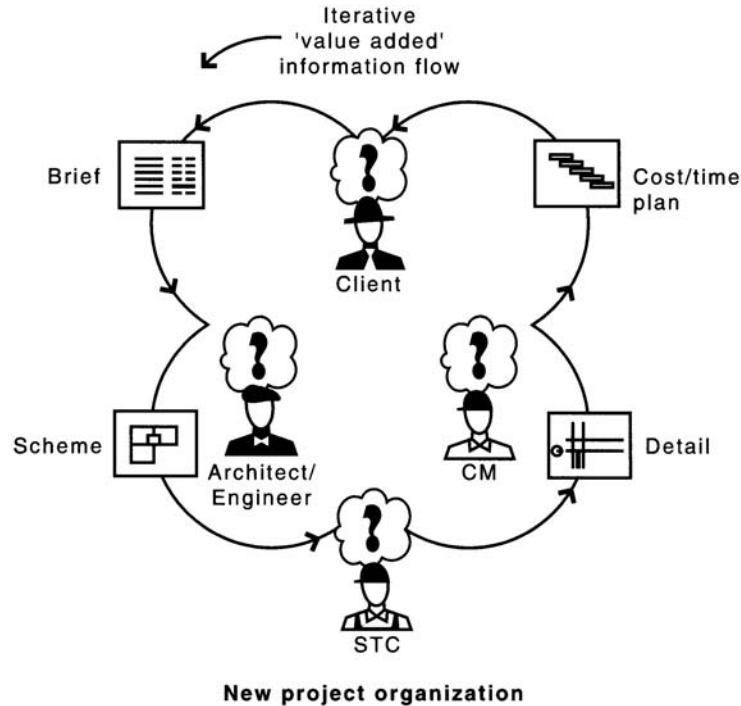 Iterative
'value added'
information flow
Brief
Cost/time
plan
?
Client
?
?
Scheme
Architect/
Engineer
CM
Detail
?
STC
New project organization